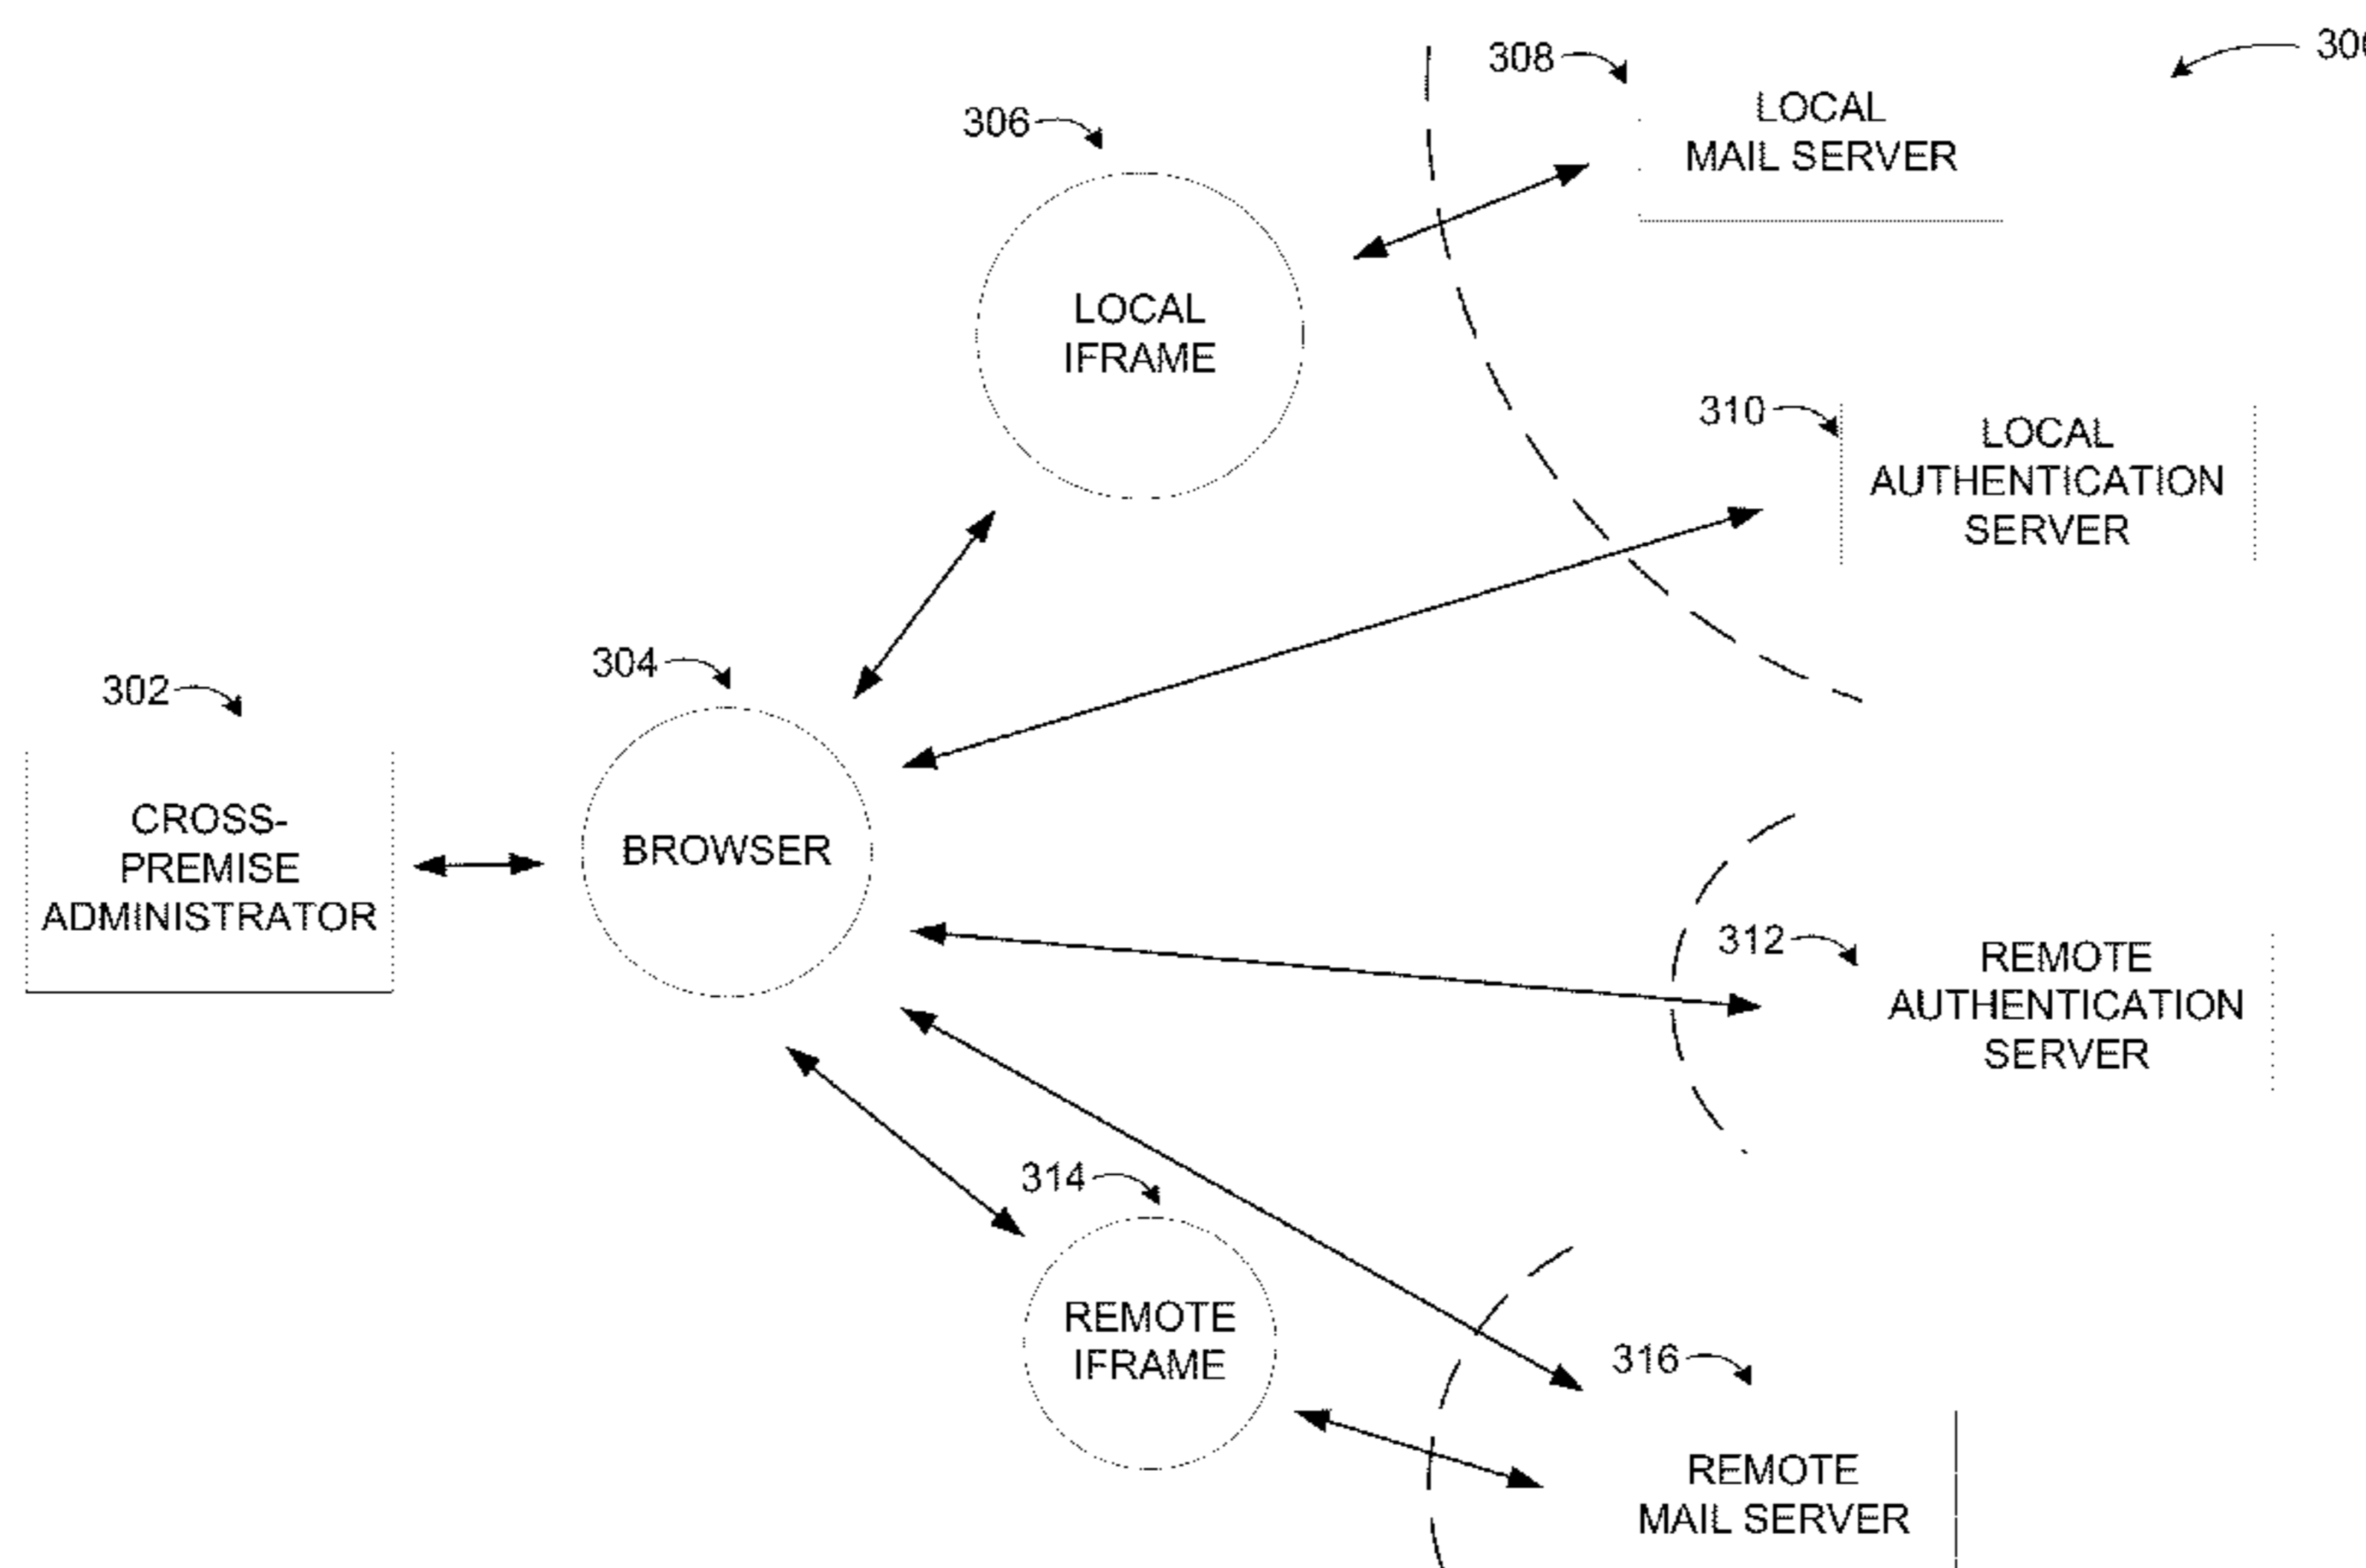 308
LOCAL
MAIL SERVER
306
LOCAL
IFRAME
310
LOCAL
AUTHENTICATION
SERVER
304
302
CROSS-
PREMISE
ADMINISTRATOR
BROWSER
312
REMOTE
AUTHENTICATION
SERVER
314
REMOTE
IFRAME
316
REMOTE
MAIL SERVER